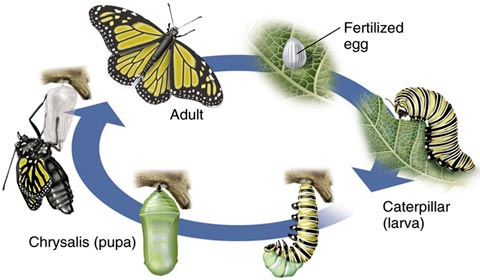 Fertilized
egg
Adult
Caterpillar
(larva)
Chrysalis (pupa)